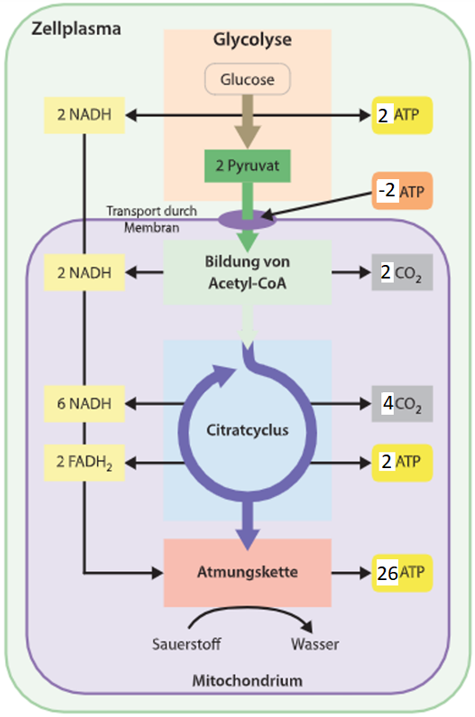 Zellplasma
Glycolyse
Glucose
2 NADH
2 ATP
2 Pyruvat
-2 ATP
Transport durch
Membran
Bildung von
Acetyl-CoA
2 NADH
2 CO₂
6 NADH
4 CO₂
Citratcyclus
2 FADH₂
2 ATP
Atmungskette
26 ATP
Sauerstoff
Wasser
Mitochondrium